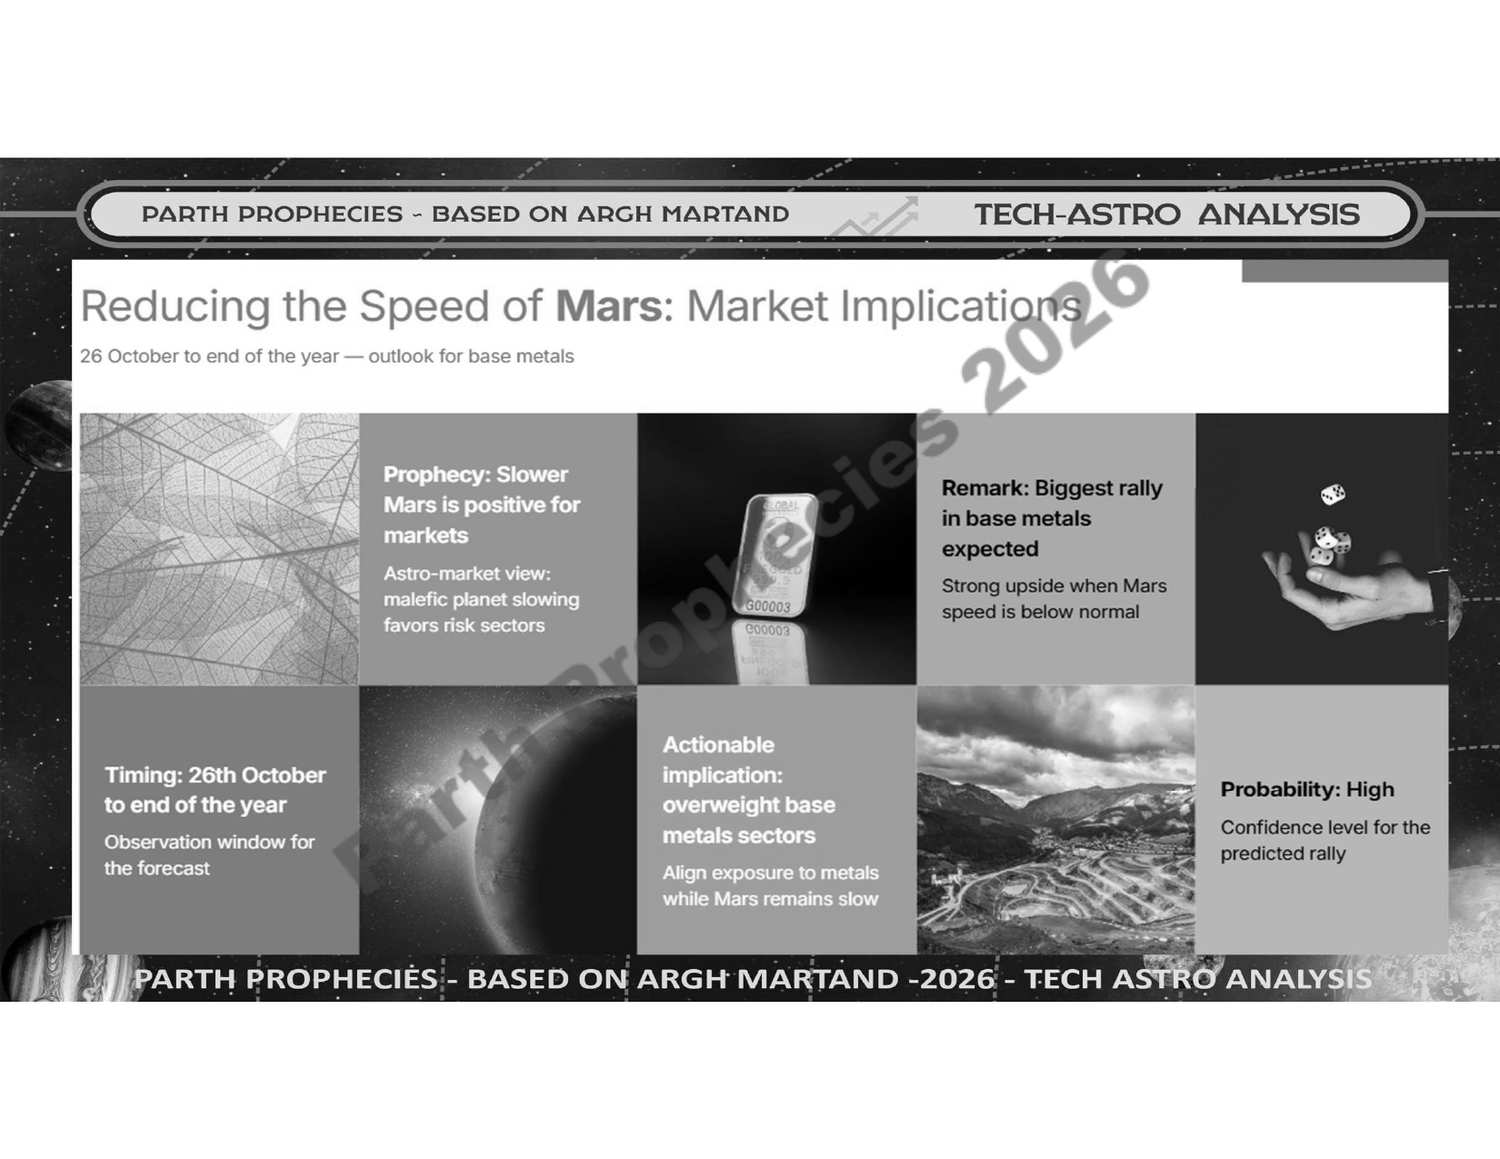 PARTH PROPHECIES ~ BASED ON ARGH MARTAND
TECH-ASTRO ANALYSIS
Reducing the Speed of Mars: Market Implications
26 October to end of the year — outlook for base metals
Prophecy: Slower
Mars is positive for
markets
Astro-market view:
malefic planet slowing
favors risk sectors
GLOBAL
G00003
G00003
Remark: Biggest rally
in base metals
expected
Strong upside when Mars
speed is below normal
Timing: 26th October
to end of the year
Observation window for
the forecast
Actionable
implication:
overweight base
metals sectors
Align exposure to metals
while Mars remains slow
Probability: High
Confidence level for the
predicted rally
Parth Prophecies 2026
PARTH PROPHECIES - BASED ON ARGH MARTAND -2026 - TECH ASTRO ANALYSIS